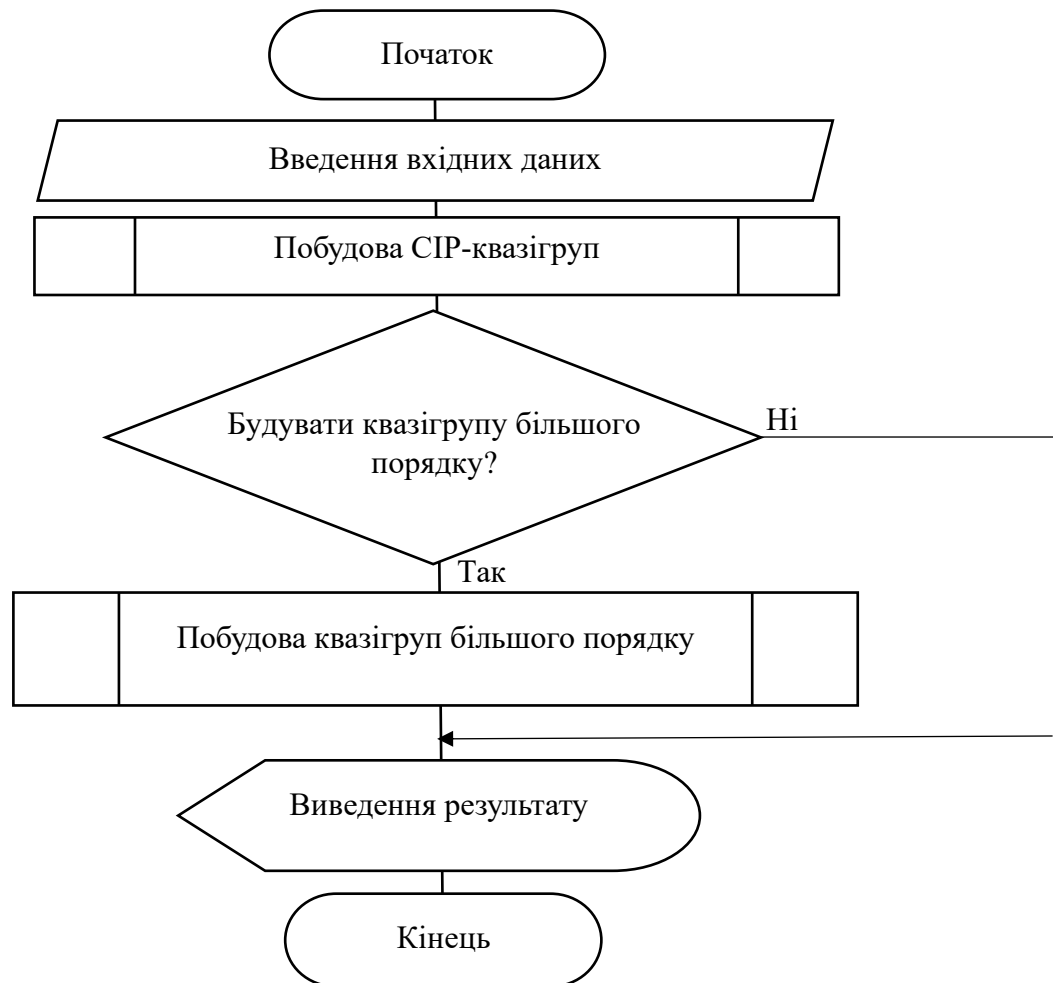 Початок
Введення вхідних даних
Побудова СІР-квазігруп
Будувати квазігрупу більшого
порядку?
Ні
Так
Побудова квазігруп більшого порядку
Виведення результату
Кінець